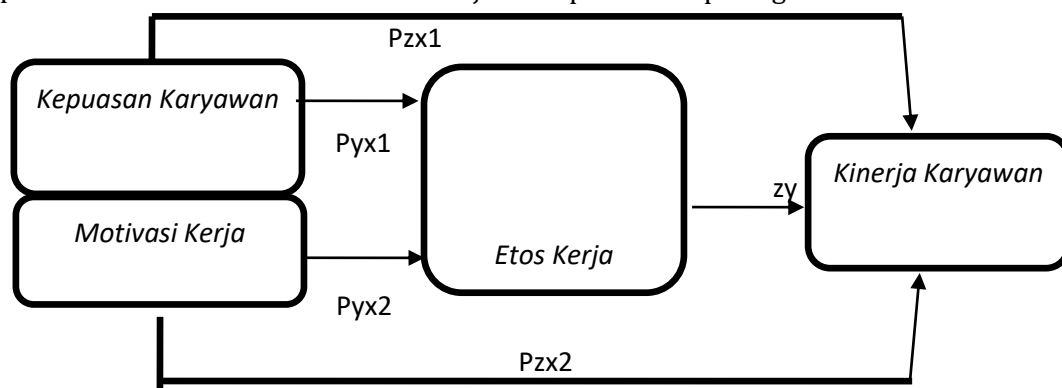 Pzx1
Kepuasan Karyawan
Pyx1
Kinerja Karyawan
zy
Motivasi Kerja
Etos Kerja
Pyx2
Pzx2